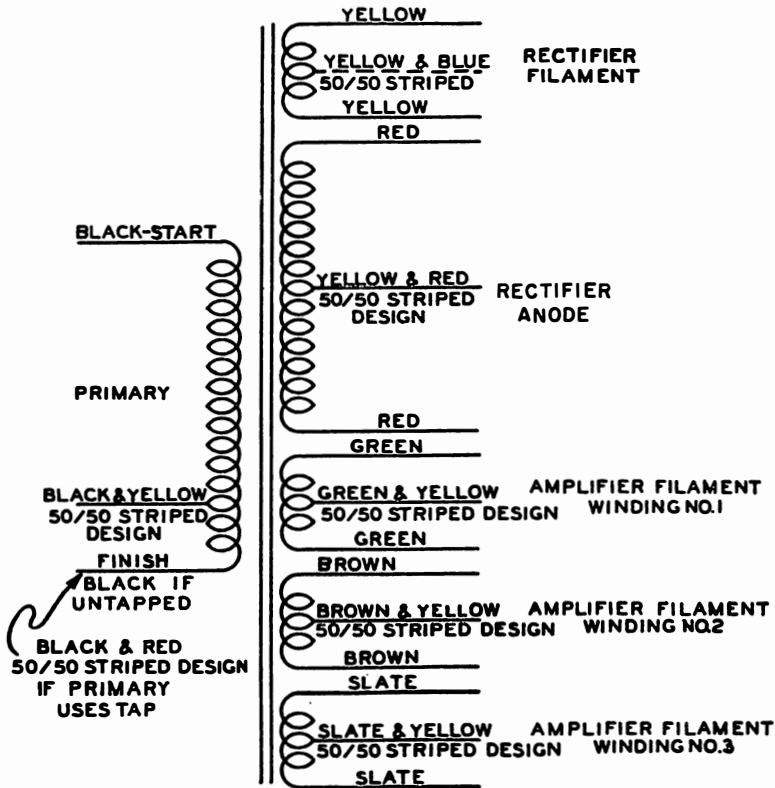 YELLOW
YELLOW & BLUE
50/50 STRIPED
YELLOW
RECTIFIER
FILAMENT
RED
YELLOW & RED
50/50 STRIPED
DESIGN
RED
RECTIFIER
ANODE
BLACK-START
PRIMARY
BLACK&YELLOW
50/50 STRIPED
DESIGN
FINISH
BLACK IF
UNTAPPED
BLACK & RED
50/50 STRIPED DESIGN
IF PRIMARY
USES TAP
GREEN
GREEN & YELLOW
50/50 STRIPED DESIGN
GREEN
AMPLIFIER FILAMENT
WINDING NO.1
BROWN
BROWN & YELLOW
50/50 STRIPED DESIGN
BROWN
AMPLIFIER FILAMENT
WINDING NO.2
SLATE
SLATE & YELLOW
50/50 STRIPED DESIGN
SLATE
AMPLIFIER FILAMENT
WINDING NO.3